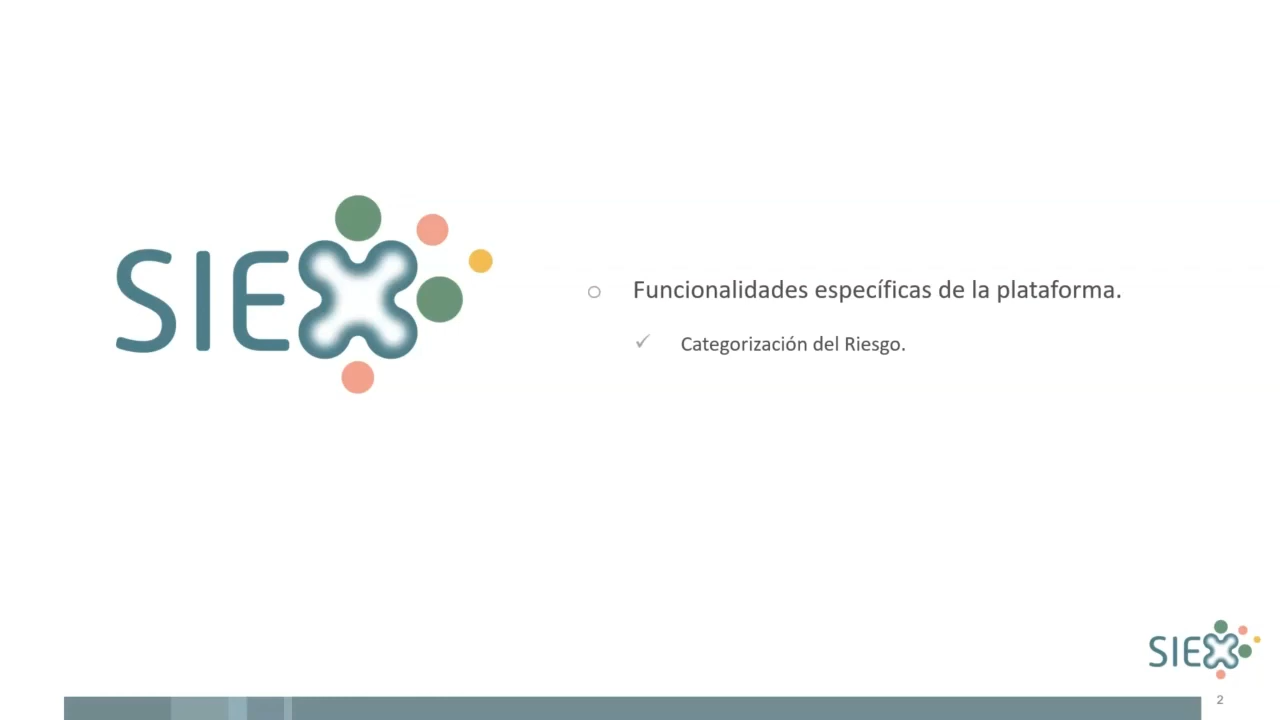 SIEX
Funcionalidades específicas de la plataforma.
Categorización del Riesgo.
SIEX
2